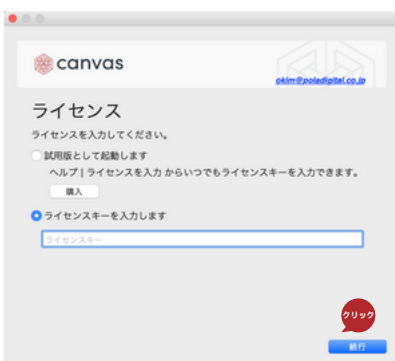 canvas
okim@poladigital.co.jp
ライセンス
ライセンスを入力してください。
試用版として起動します
ヘルプ | ライセンスを入力 からいつでもライセンスキーを入力できます。
購入
ライセンスキーを入力します
ライセンスキー
クリック
続行